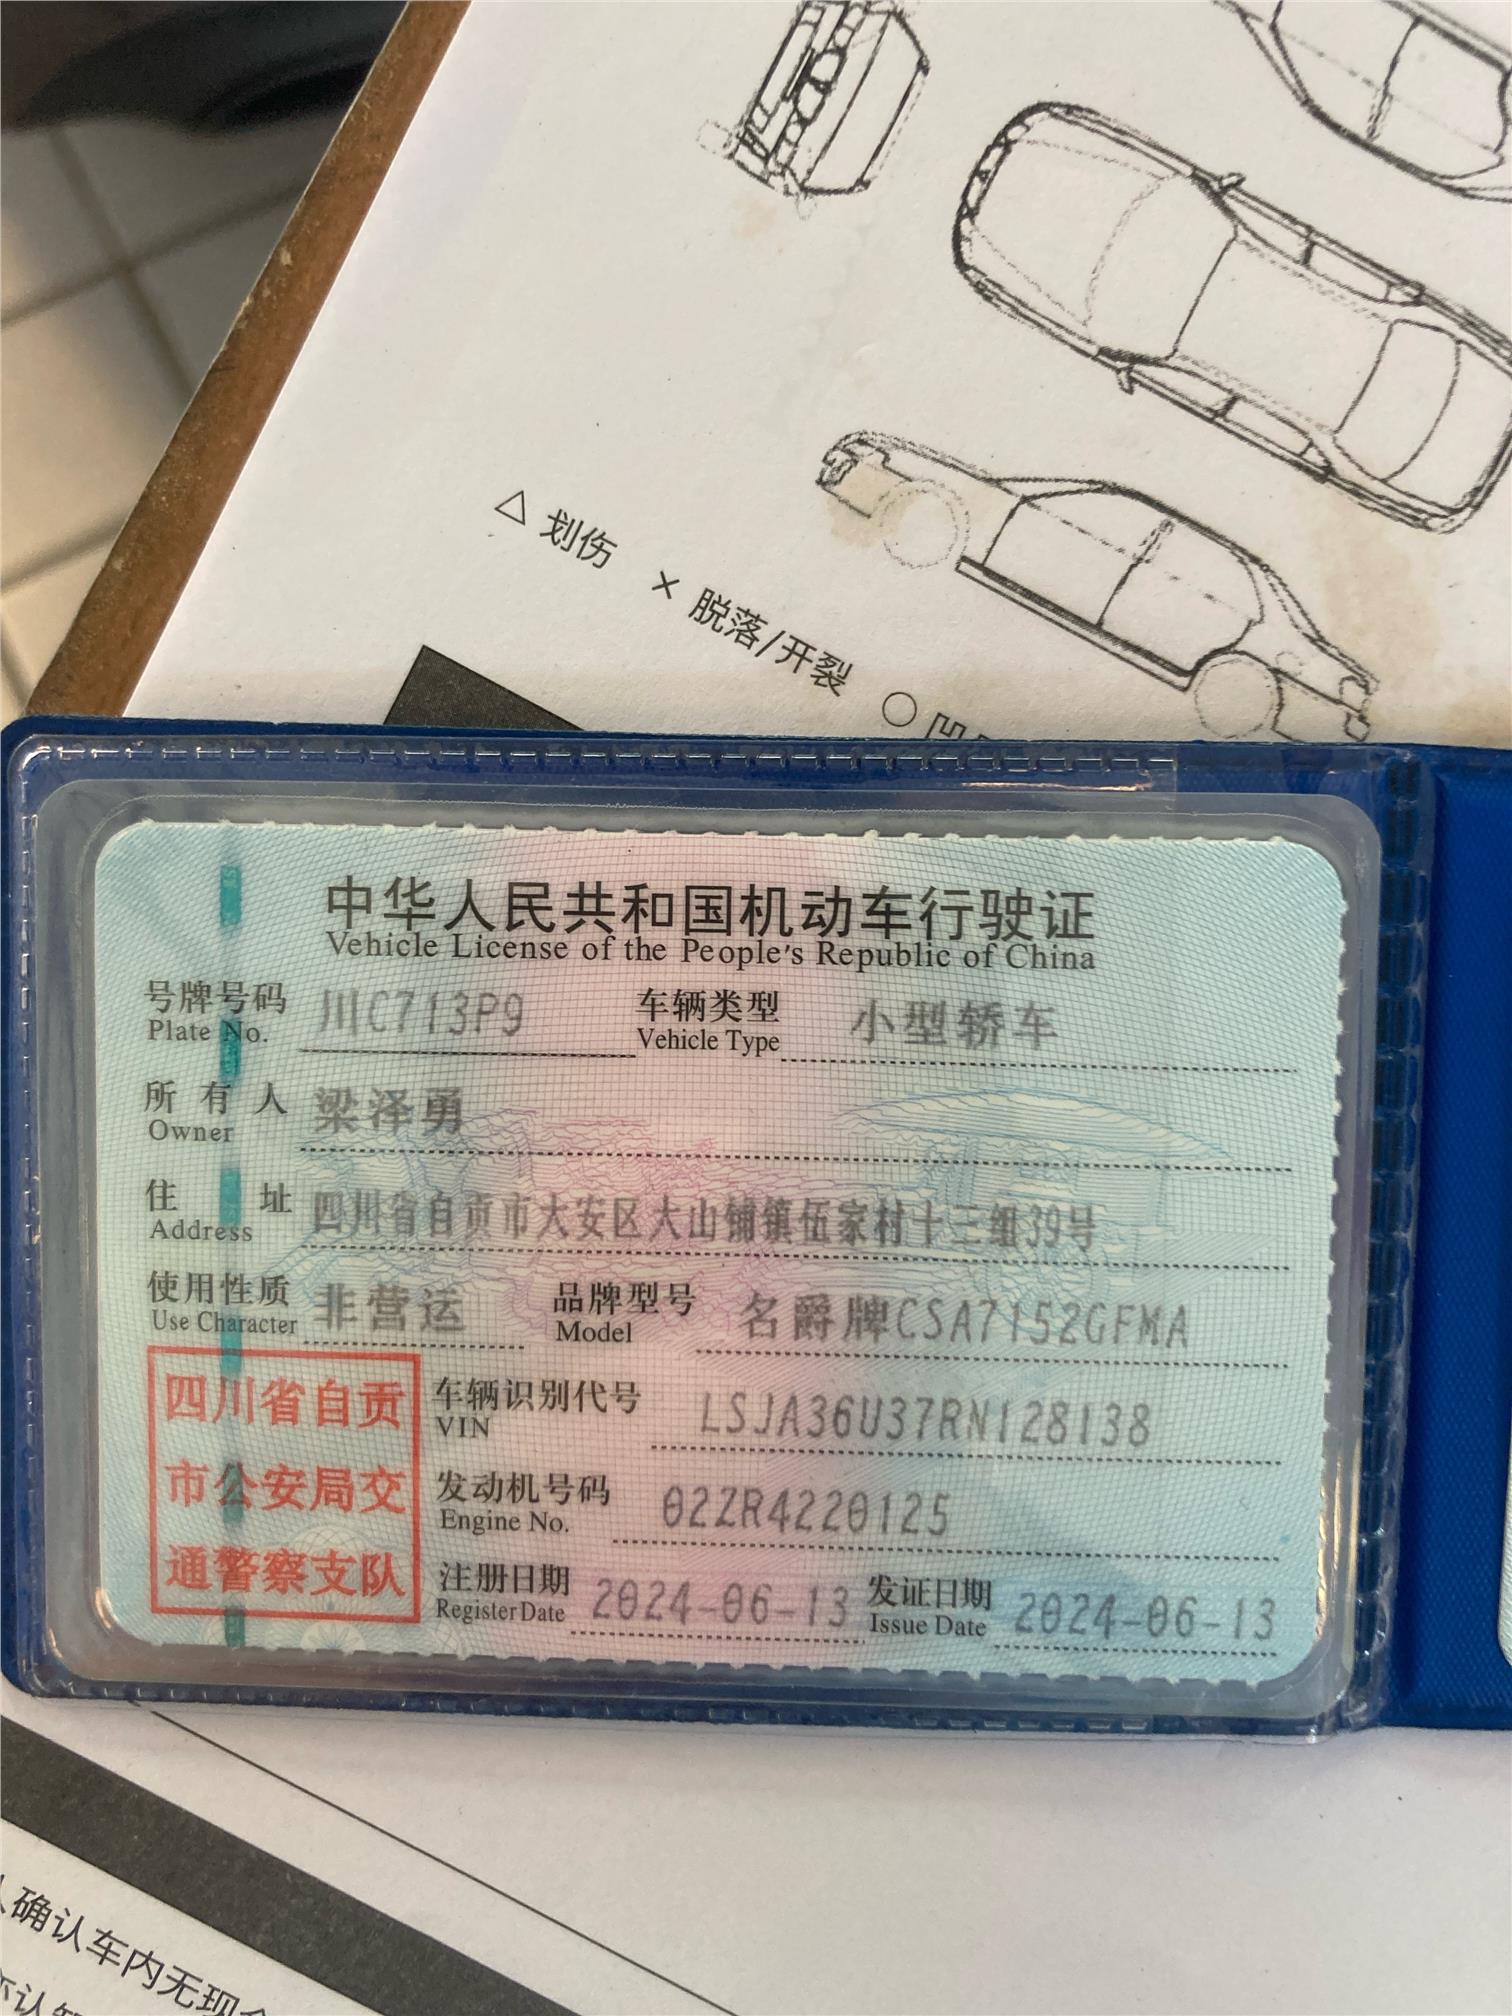 △ 划伤 × 脱落/开裂 ○
中华人民共和国机动车行驶证
Vehicle License of the People's Republic of China
号牌号码 川C713P9 车辆类型 小型轿车
Plate No. Vehicle Type
所有人 梁泽勇
Owner
住址 四川省自贡市大安区大山铺镇伍家村十三组39号
Address
使用性质 非营运 品牌型号 名爵牌CSA7152GFMA
Use Character Model
四川省自贡
市公安局交
通警察支队
车辆识别代号 LSJA36U37RN128138
VIN
发动机号码 02ZR4220125
Engine No.
注册日期 2024-06-13 发证日期 2024-06-13
Register Date Issue Date
确认车内无现
认